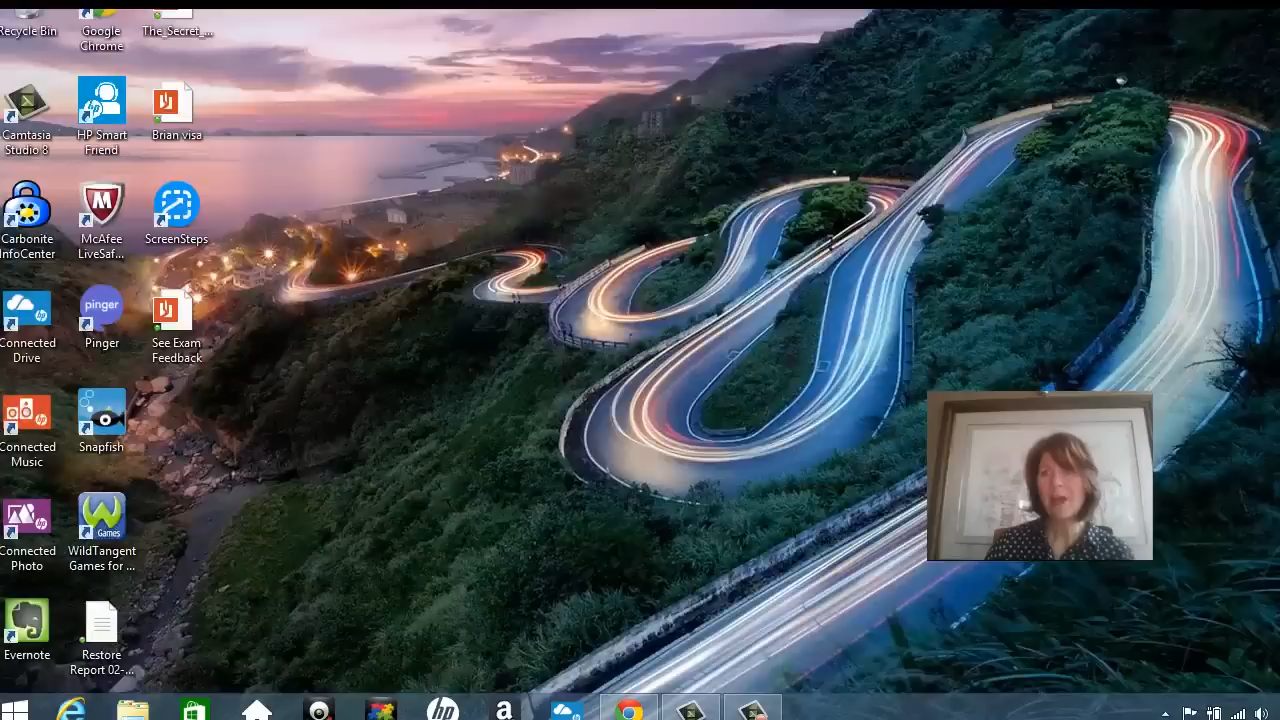 Recycle Bin
Google
Chrome
The_Secret_...
Camtasia
Studio 8
HP Smart
Friend
Brian visa
Carbonite
InfoCenter
McAfee
LiveSaf...
ScreenSteps
Connected
Drive
pinger
Pinger
See Exam
Feedback
Connected
Music
Snapfish
Connected
Photo
Games
WildTangent
Games for ...
Evernote
Restore
Report 02-...
hp
a